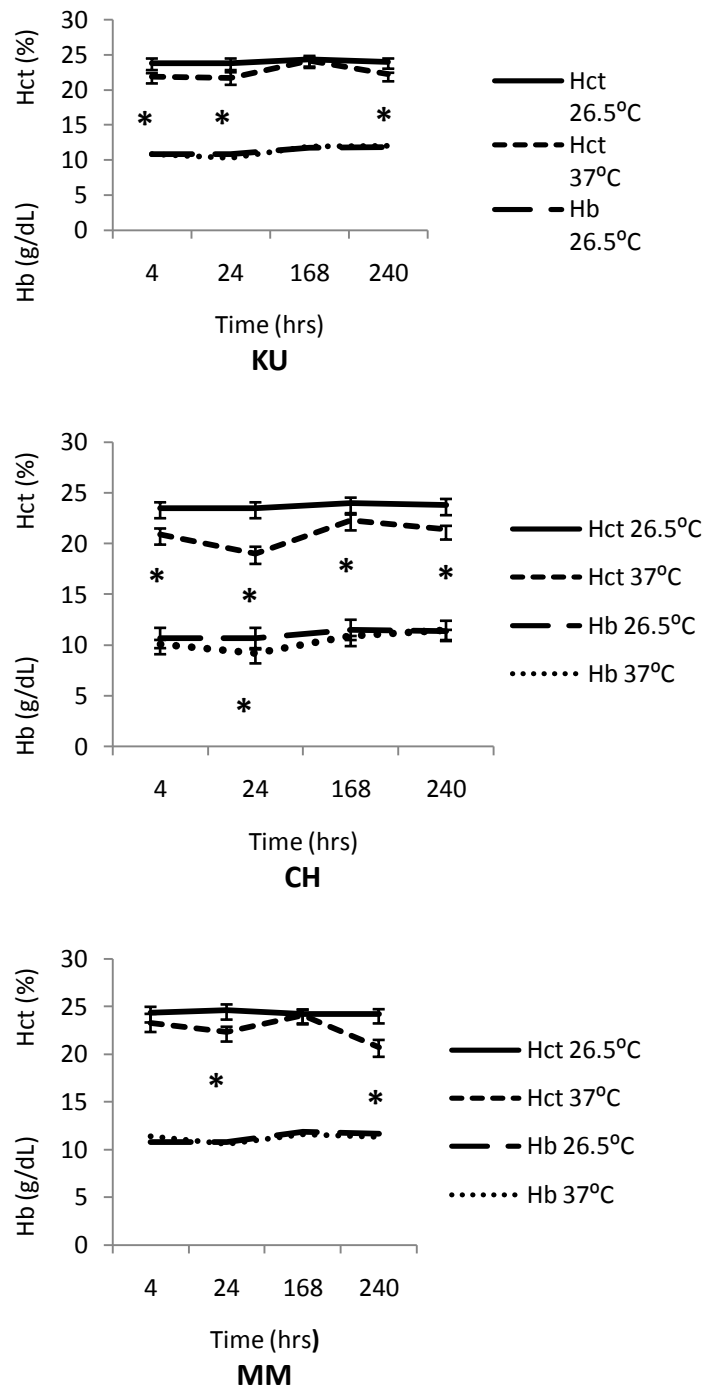 Hct (%)
Hb (g/dL)
30
25
20
15
10
5
0
*
*
*
4 24 168 240
Time (hrs)
KU
Hct
26.5ºC
Hct
37ºC
Hb
26.5ºC
Hct (%)
Hb (g/dL)
30
25
20
15
10
5
0
*
*
*
*
*
4 24 168 240
Time (hrs)
CH
Hct 26.5ºC
Hct 37ºC
Hb 26.5ºC
Hb 37ºC
Hct (%)
Hb (g/dL)
30
25
20
15
10
5
0
*
*
4 24 168 240
Time (hrs)
MM
Hct 26.5ºC
Hct 37ºC
Hb 26.5ºC
Hb 37ºC